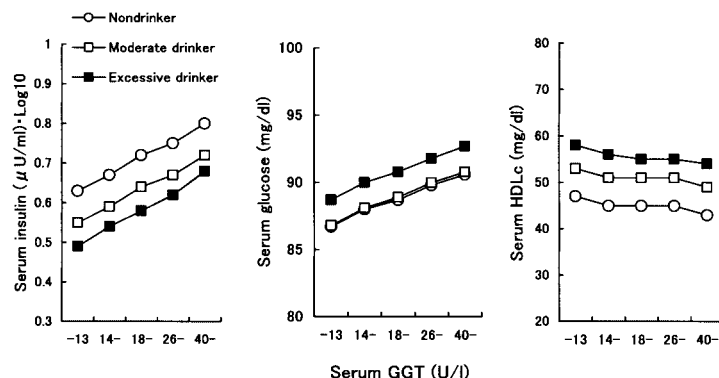 Nondrinker
Moderate drinker
Excessive drinker
Serum insulin (μU/ml)・Log10
1
0.9
0.8
0.7
0.6
0.5
0.4
0.3
-13 14- 18- 26- 40-
Serum glucose (mg/dl)
100
95
90
85
80
-13 14- 18- 26- 40-
Serum HDLc (mg/dl)
80
70
60
50
40
30
20
-13 14- 18- 26- 40-
Serum GGT (U/l)